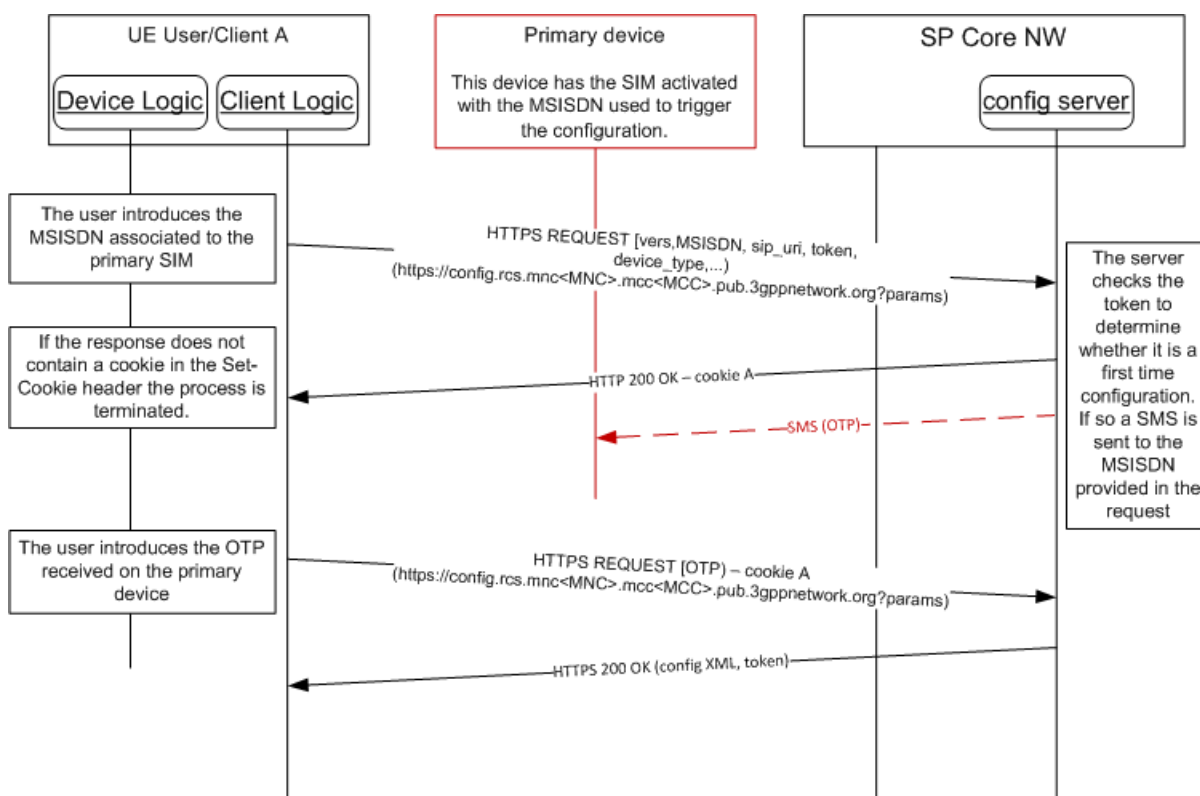 UE User/Client A
Device Logic
Client Logic
Primary device
This device has the SIM activated
with the MSISDN used to trigger
the configuration.
SP Core NW
config server
The user introduces the
MSISDN associated to the
primary SIM
HTTPS REQUEST [vers,MSISDN, sip_uri, token,
device_type,...)
(https://config.rcs.mnc<MNC>.mcc<MCC>.pub.3gppnetwork.org?params)
The server
checks the
token to
determine
whether it is a
first time
configuration.
If so a SMS is
sent to the
MSISDN
provided in the
request
If the response does not
contain a cookie in the Set-
Cookie header the process is
terminated.
HTTP 200 OK – cookie A
SMS (OTP)
The user introduces the OTP
received on the primary
device
HTTPS REQUEST [OTP) – cookie A
(https://config.rcs.mnc<MNC>.mcc<MCC>.pub.3gppnetwork.org?params)
HTTPS 200 OK (config XML, token)